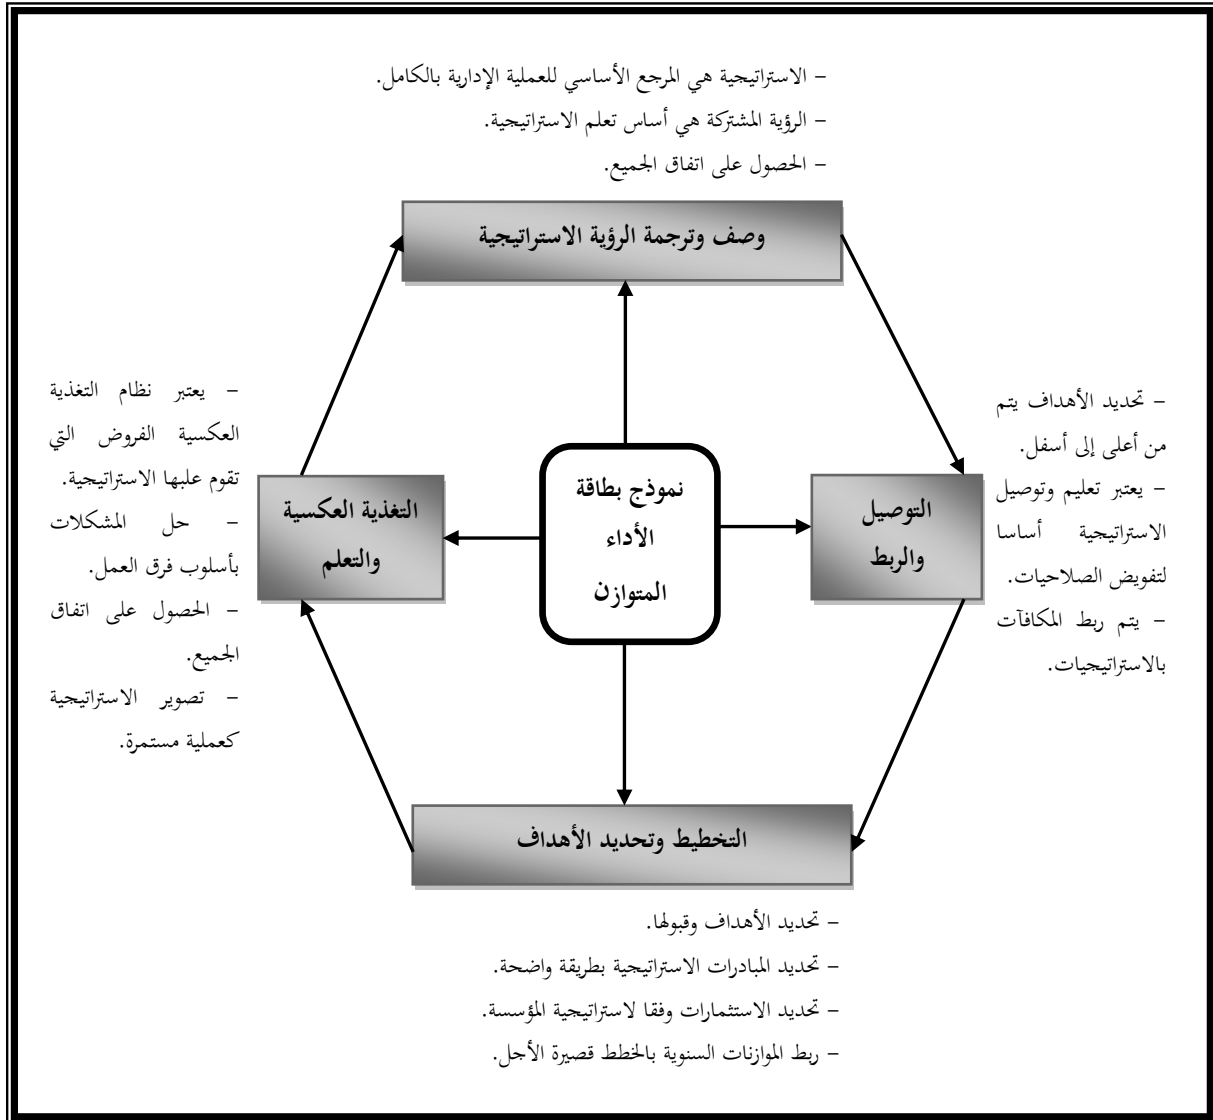 – الاستراتيجية هي المرجع الأساسي للعملية الإدارية بالكامل.
– الرؤية المشتركة هي أساس تعلم الاستراتيجية.
– الحصول على اتفاق الجميع.
وصف وترجمة الرؤية الاستراتيجية
– تحديد الأهداف يتم
من أعلى إلى أسفل.
– يعتبر تعليم وتوصيل
الاستراتيجية أساسا
لتفويض الصلاحيات.
– يتم ربط المكافآت
بالاستراتيجيات.
التوصيل
والربط
نموذج بطاقة
الأداء
المتوازن
التغذية العكسية
والتعلم
– يعتبر نظام التغذية
العكسية الفروض التي
تقوم علبها الاستراتيجية.
– حل المشكلات
بأسلوب فرق العمل.
– الحصول على اتفاق
الجميع.
– تصوير الاستراتيجية
كعملية مستمرة.
التخطيط وتحديد الأهداف
– تحديد الأهداف وقبولها.
– تحديد المبادرات الاستراتيجية بطريقة واضحة.
– تحديد الاستثمارات وفقا لاستراتيجية المؤسسة.
– ربط الموازنات السنوية بالخطط قصيرة الأجل.